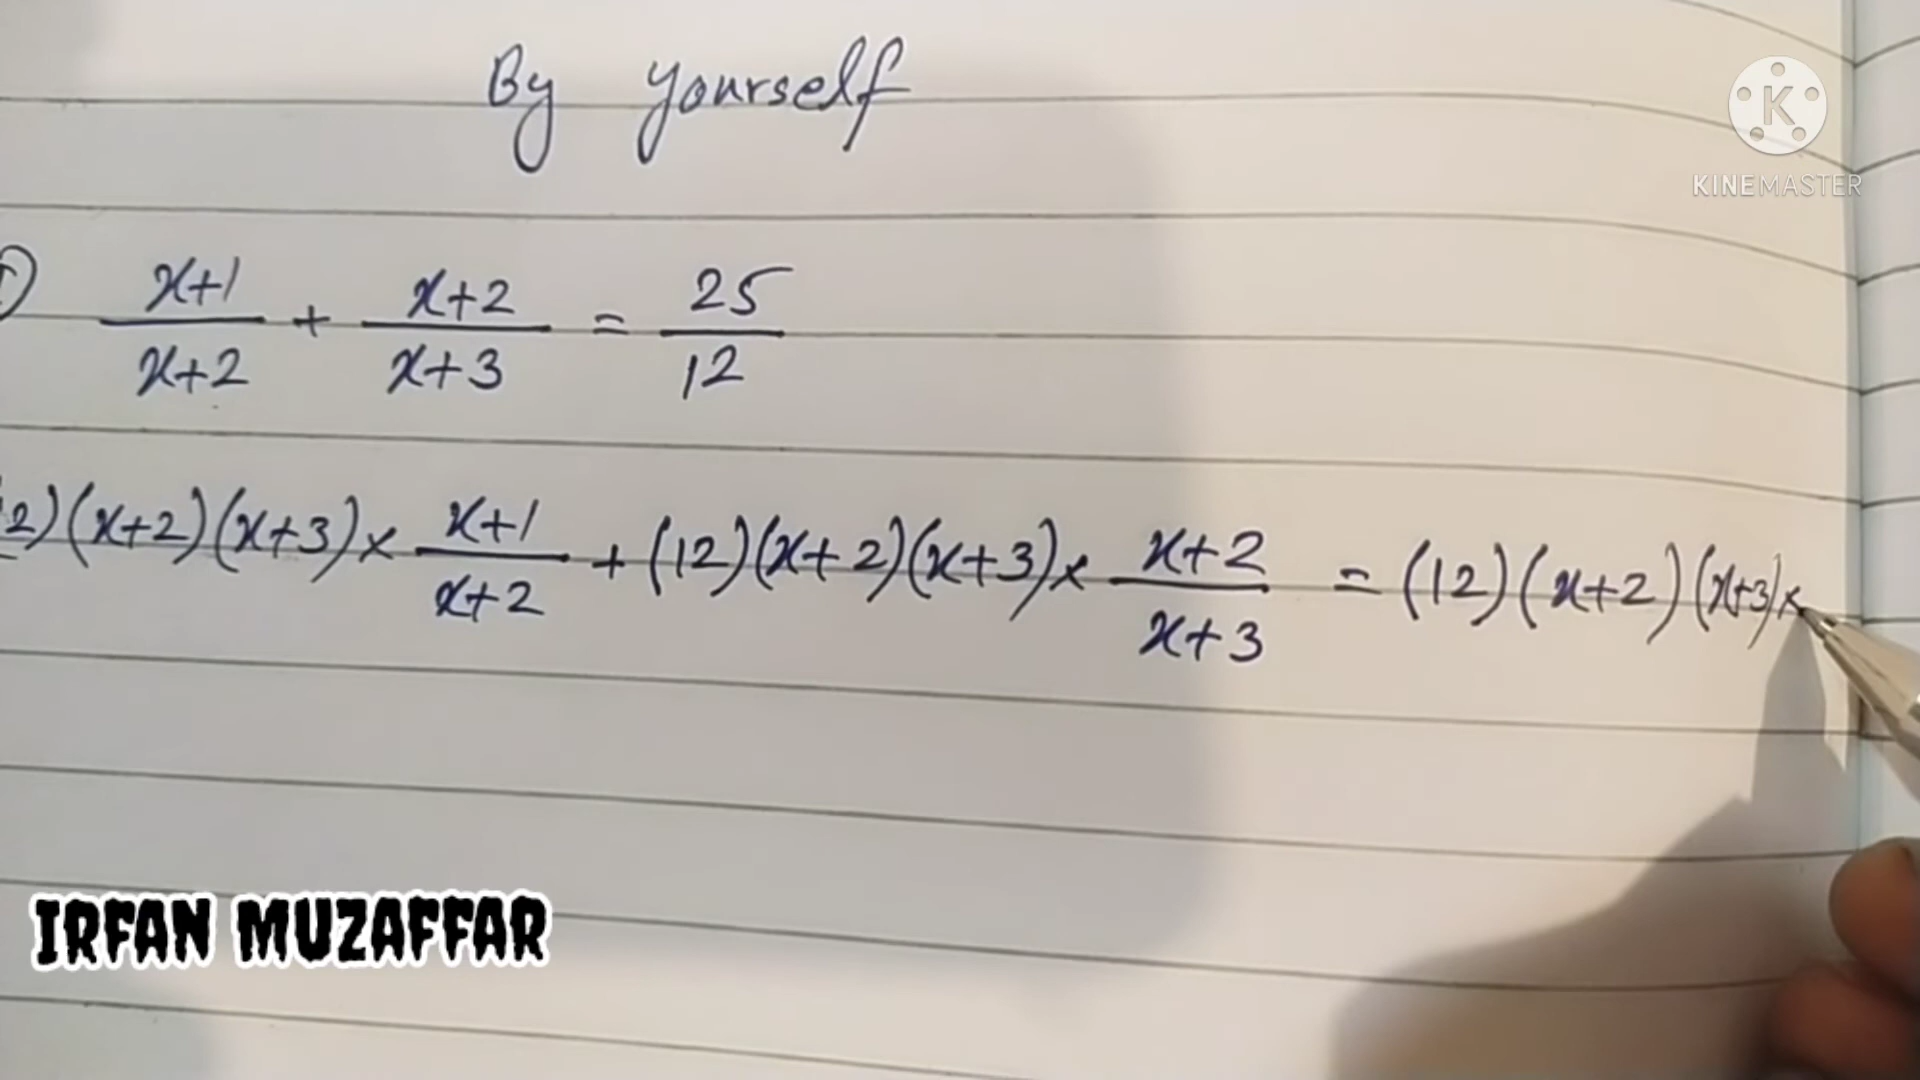 By yourself
KINEMASTER
x+1/x+2 + x+2/x+3 = 25/12
2)(x+2)(x+3)× x+1/x+2 + (12)(x+2)(x+3)× x+2/x+3 = (12)(x+2)(x+3)×
IRFAN MUZAFFAR